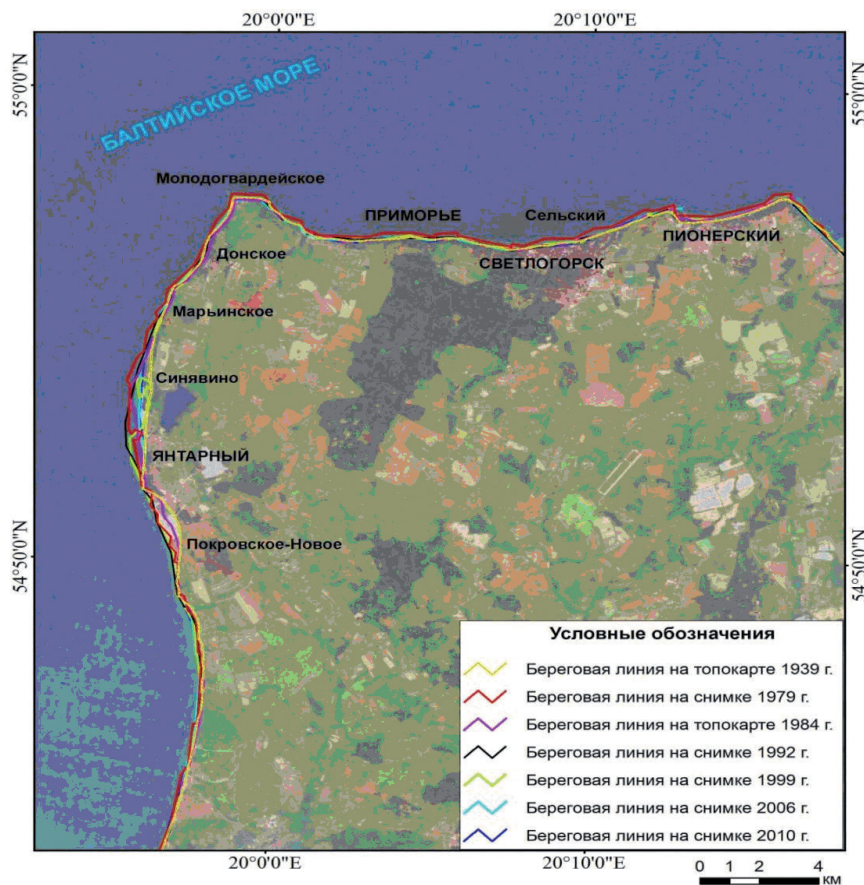 20°0'0"E 20°10'0"E
55°0'0"N 55°0'0"N
БАЛТИЙСКОЕ МОРЕ
Молодогвардейское
ПРИМОРЬЕ Сельский
ПИОНЕРСКИЙ
Донское СВЕТЛОГОРСК
Марьинское
Синявино
ЯНТАРНЫЙ
Покровское-Новое
54°50'0"N 54°50'0"N
Условные обозначения
Береговая линия на топокарте 1939 г.
Береговая линия на снимке 1979 г.
Береговая линия на топокарте 1984 г.
Береговая линия на снимке 1992 г.
Береговая линия на снимке 1999 г.
Береговая линия на снимке 2006 г.
Береговая линия на снимке 2010 г.
20°0'0"E 20°10'0"E
0 1 2 4
км